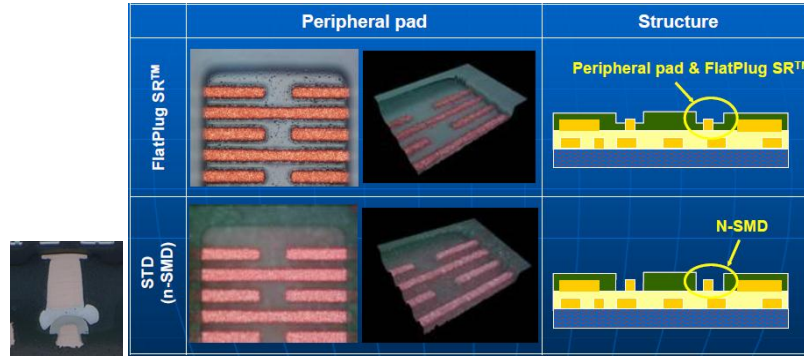 Peripheral pad
Structure
FlatPlug SR™
Peripheral pad & FlatPlug SR™
STD
(n-SMD)
N-SMD